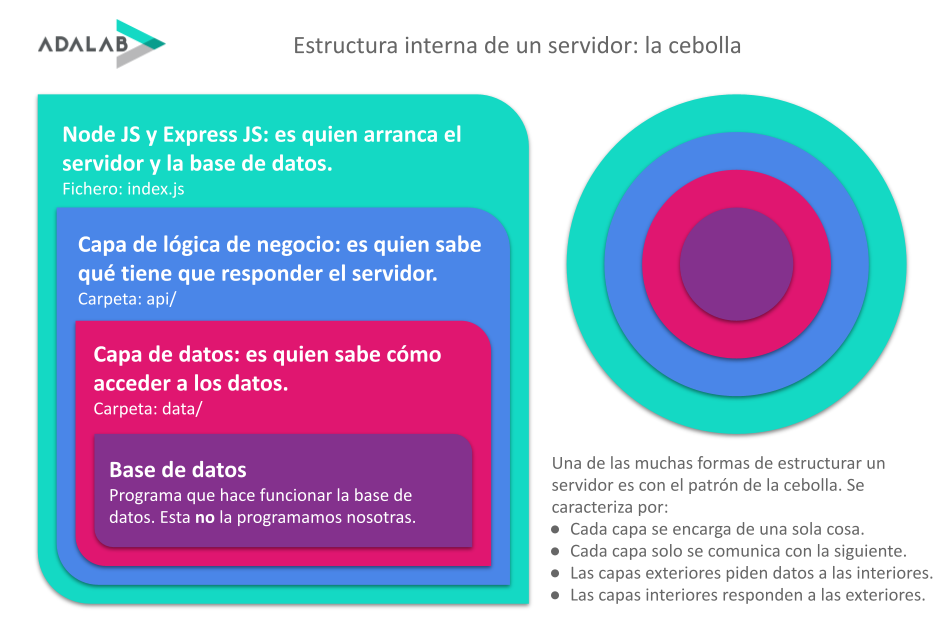 ADALAB
Estructura interna de un servidor: la cebolla
Node JS y Express JS: es quien arranca el
servidor y la base de datos.
Fichero: index.js
Capa de lógica de negocio: es quien sabe
qué tiene que responder el servidor.
Carpeta: api/
Capa de datos: es quien sabe cómo
acceder a los datos.
Carpeta: data/
Base de datos
Programa que hace funcionar la base de
datos. Esta no la programamos nosotras.
Una de las muchas formas de estructurar un
servidor es con el patrón de la cebolla. Se
caracteriza por:
● Cada capa se encarga de una sola cosa.
● Cada capa solo se comunica con la siguiente.
● Las capas exteriores piden datos a las interiores.
● Las capas interiores responden a las exteriores.